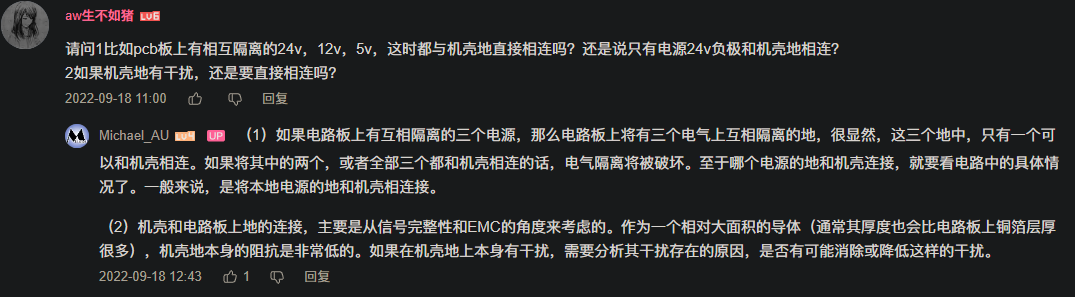 aw生不如猪 LV6
请问1比如pcb板上有相互隔离的24v，12v，5v，这时都与机壳地直接相连吗？还是说只有电源24v负极和机壳地相连？
2如果机壳地有干扰，还是要直接相连吗？
2022-09-18 11:00 回复
Michael_AU LV4 UP （1）如果电路板上有互相隔离的三个电源，那么电路板上将有三个电气上互相隔离的地，很显然，这三个地中，只有一个可
以和机壳相连。如果将其中的两个，或者全部三个都和机壳相连的话，电气隔离将被破坏。至于哪个电源的地和机壳连接，就要看电路中的具体情
况了。一般来说，是将本地电源的地和机壳相连接。
（2）机壳和电路板上地的连接，主要是从信号完整性和EMC的角度来考虑的。作为一个相对大面积的导体（通常其厚度也会比电路板上铜箔层厚
很多），机壳地本身的阻抗是非常低的。如果在机壳地上本身有干扰，需要分析其干扰存在的原因，是否有可能消除或降低这样的干扰。
2022-09-18 12:43 1 回复